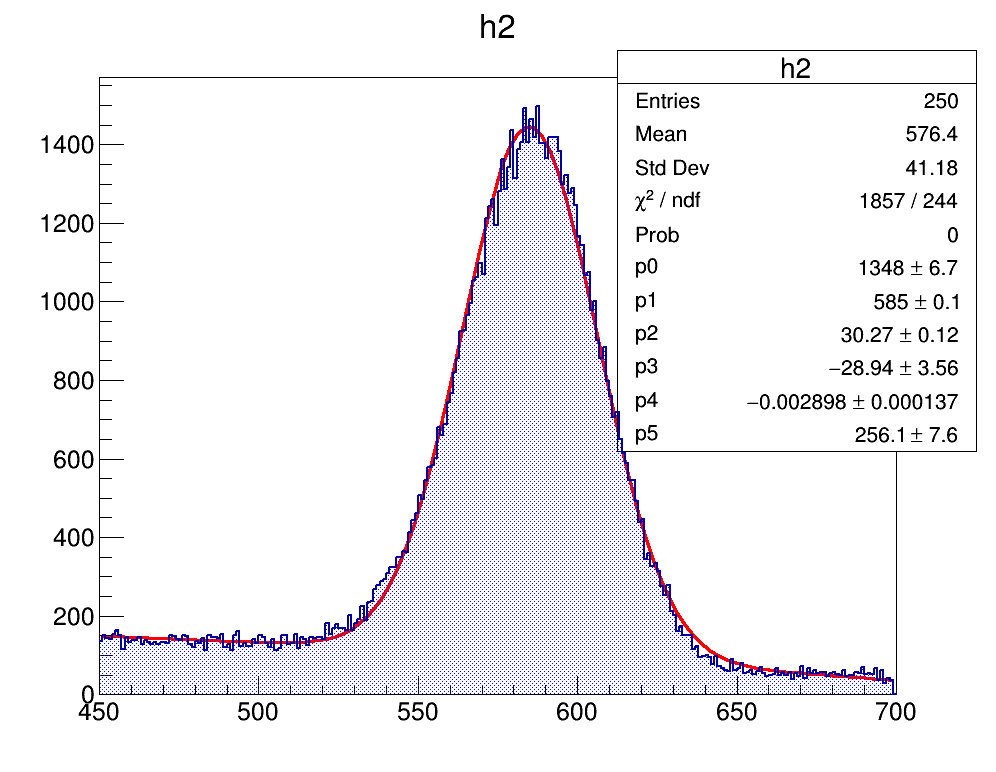 h2
h2
Entries 250
Mean 576.4
Std Dev 41.18
χ² / ndf 1857 / 244
Prob 0
p0 1348 ± 6.7
p1 585 ± 0.1
p2 30.27 ± 0.12
p3 −28.94 ± 3.56
p4 −0.002898 ± 0.000137
p5 256.1 ± 7.6
1400
1200
1000
800
600
400
200
0
450 500 550 600 650 700